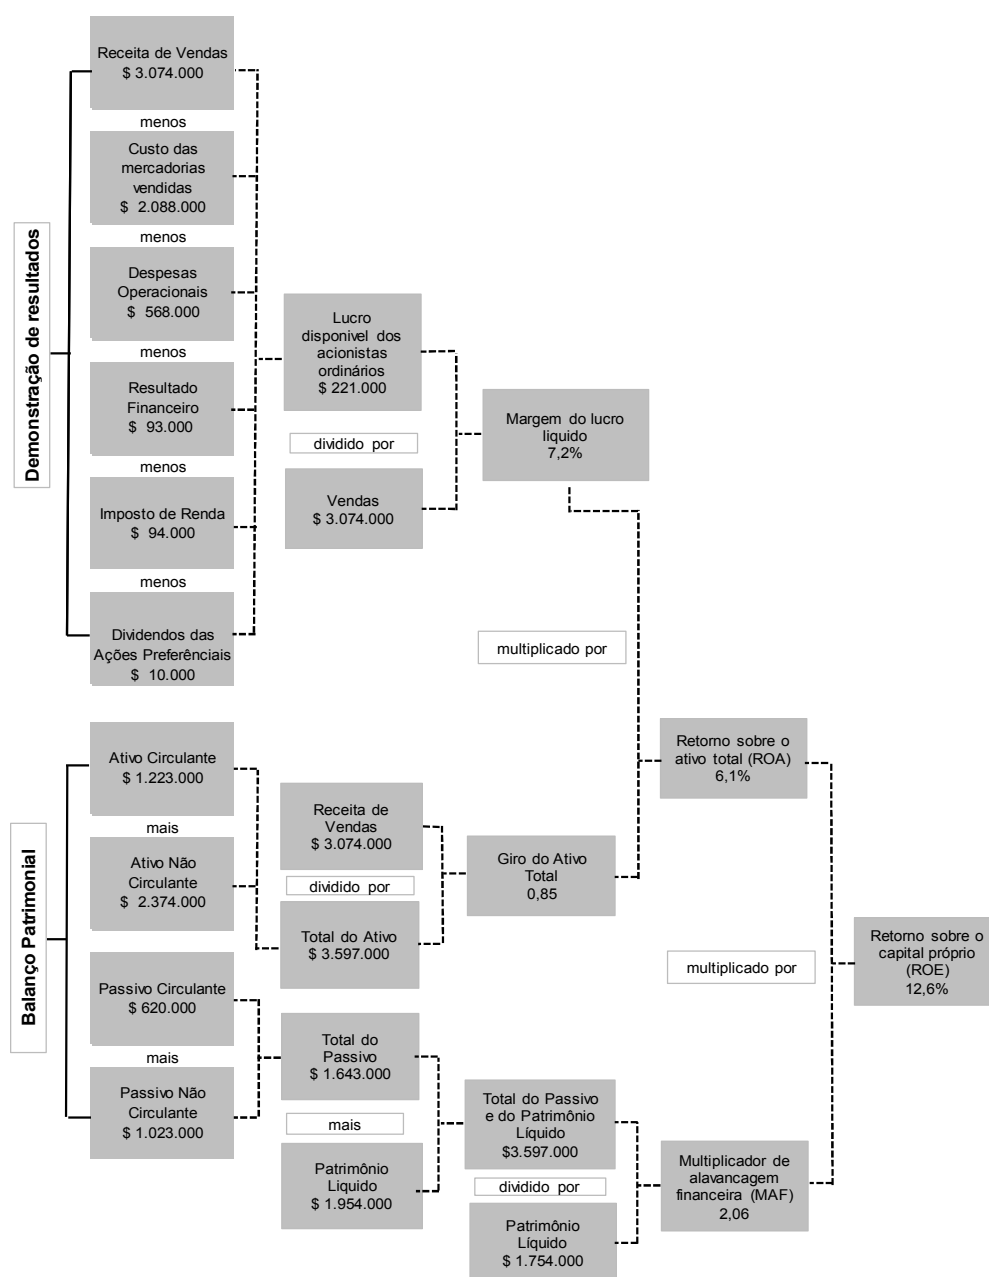 Demonstração de resultados
Receita de Vendas
$ 3.074.000
menos
Custo das
mercadorias
vendidas
$ 2.088.000
menos
Despesas
Operacionais
$ 568.000
menos
Resultado
Financeiro
$ 93.000
menos
Imposto de Renda
$ 94.000
menos
Dividendos das
Ações Preferênciais
$ 10.000
Lucro
disponivel dos
acionistas
ordinários
$ 221.000
dividido por
Vendas
$ 3.074.000
Margem do lucro
liquido
7,2%
multiplicado por
Balanço Patrimonial
Ativo Circulante
$ 1.223.000
mais
Ativo Não
Circulante
$ 2.374.000
Passivo Circulante
$ 620.000
mais
Passivo Não
Circulante
$ 1.023.000
Receita de
Vendas
$ 3.074.000
dividido por
Total do Ativo
$ 3.597.000
Giro do Ativo
Total
0,85
Retorno sobre o
ativo total (ROA)
6,1%
Total do
Passivo
$ 1.643.000
mais
Patrimônio
Liquido
$ 1.954.000
Total do Passivo
e do Patrimônio
Líquido
$3.597.000
dividido por
Patrimônio
Líquido
$ 1.754.000
Multiplicador de
alavancagem
financeira (MAF)
2,06
multiplicado por
Retorno sobre o
capital próprio
(ROE)
12,6%